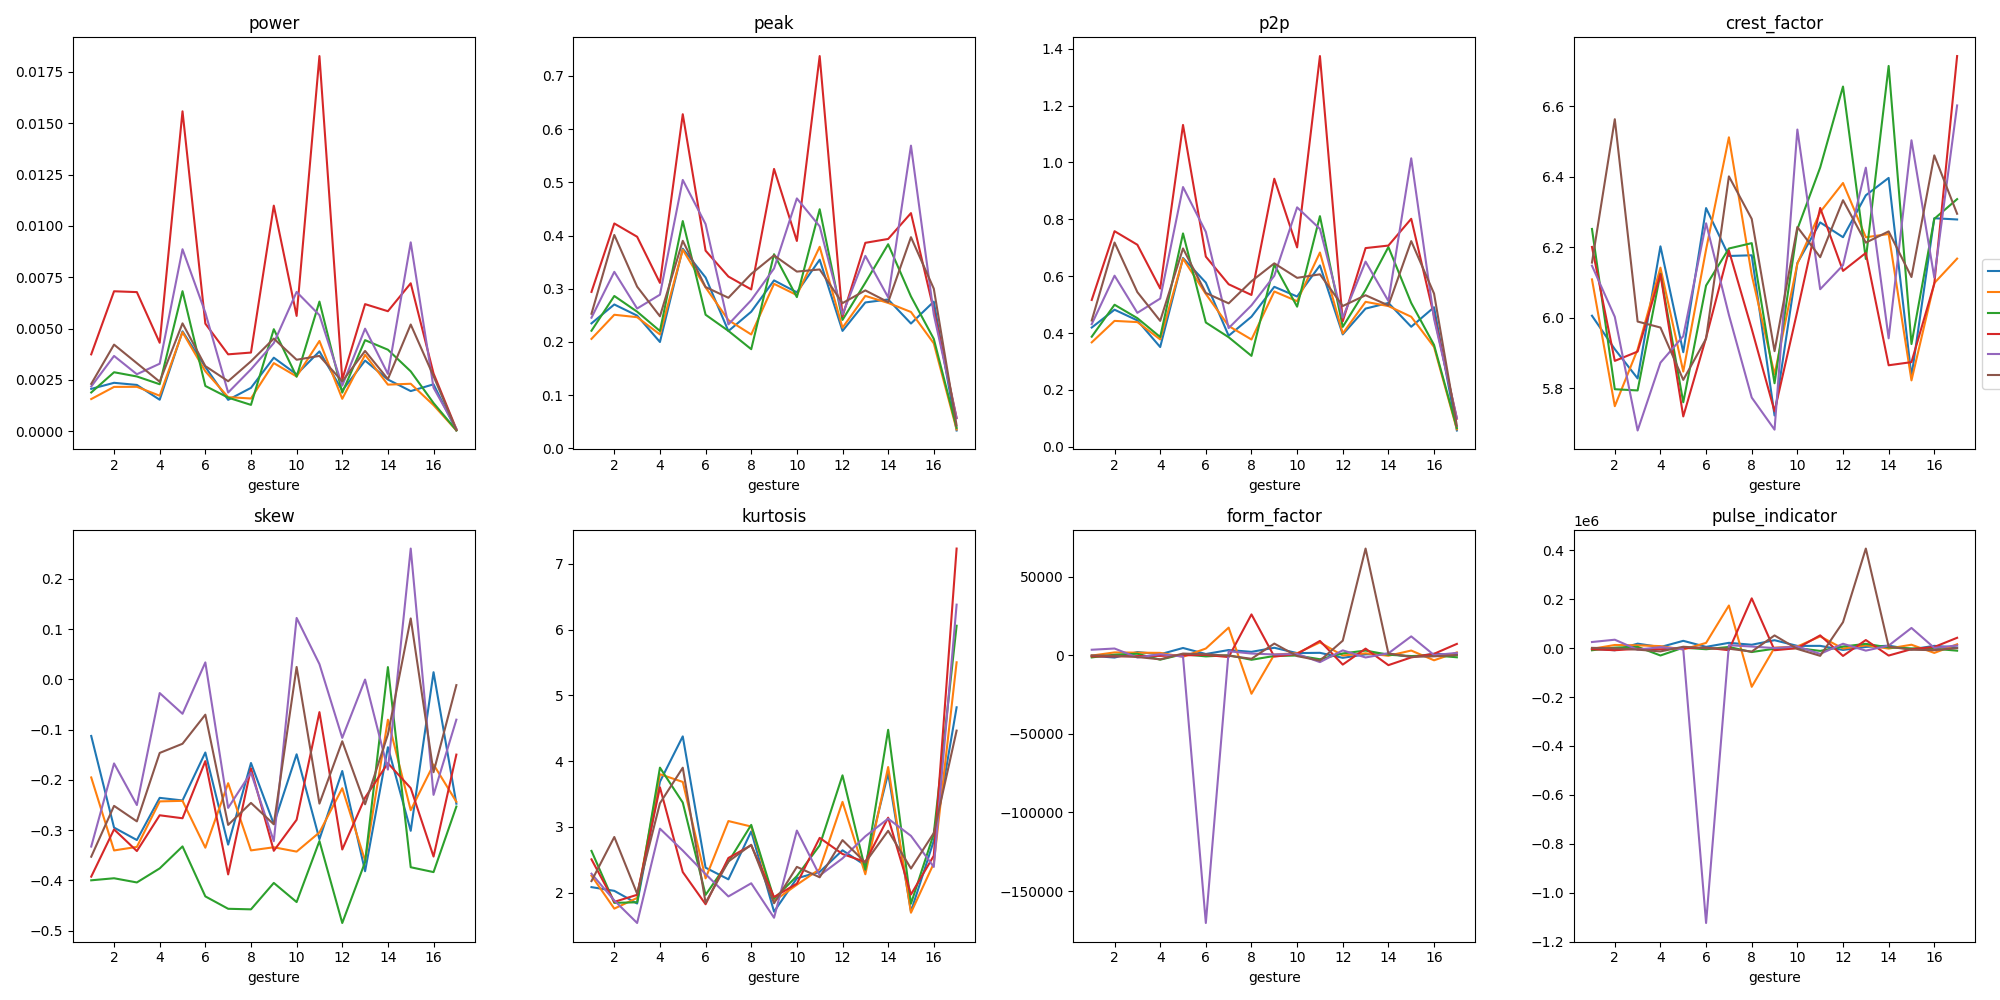 power
peak
p2p
crest_factor
0.0175
0.0150
0.0125
0.0100
0.0075
0.0050
0.0025
0.0000
0.7
0.6
0.5
0.4
0.3
0.2
0.1
0.0
1.4
1.2
1.0
0.8
0.6
0.4
0.2
0.0
6.6
6.4
6.2
6.0
5.8
2 4 6 8 10 12 14 16
2 4 6 8 10 12 14 16
2 4 6 8 10 12 14 16
2 4 6 8 10 12 14 16
gesture
gesture
gesture
gesture
skew
kurtosis
form_factor
pulse_indicator
1e6
0.2
0.1
0.0
−0.1
−0.2
−0.3
−0.4
−0.5
7
6
5
4
3
2
50000
0
−50000
−100000
−150000
0.4
0.2
0.0
−0.2
−0.4
−0.6
−0.8
−1.0
−1.2
2 4 6 8 10 12 14 16
2 4 6 8 10 12 14 16
2 4 6 8 10 12 14 16
2 4 6 8 10 12 14 16
gesture
gesture
gesture
gesture